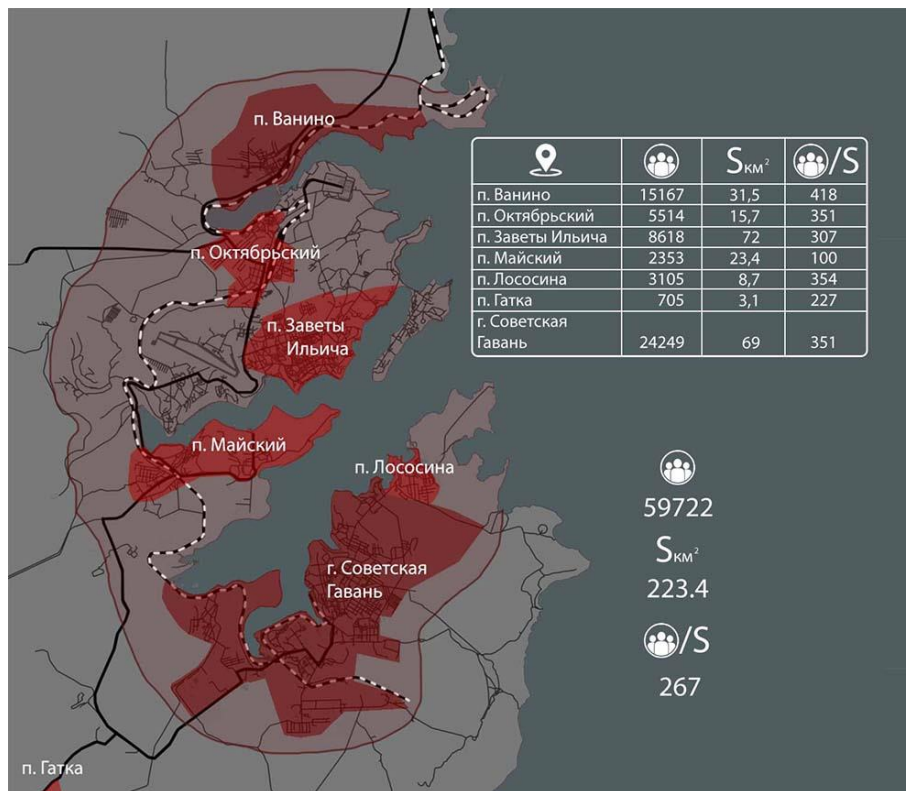 п. Ванино
п. Октябрьский
п. Заветы
Ильича
п. Майский
п. Лососина
г. Советская
Гавань
п. Гатка
Sкм² /S
п. Ванино 15167 31,5 418
п. Октябрьский 5514 15,7 351
п. Заветы Ильича 8618 72 307
п. Майский 2353 23,4 100
п. Лососина 3105 8,7 354
п. Гатка 705 3,1 227
г. Советская
Гавань 24249 69 351
59722
Sкм²
223.4
/S
267